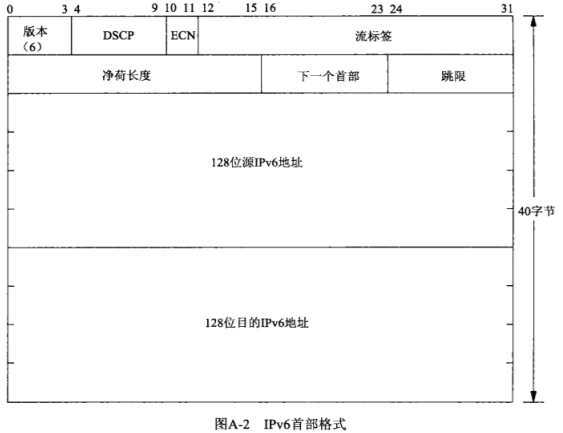 0 3 4 9 10 11 12 15 16 23 24 31
版本 DSCP ECN 流标签
（6）
净荷长度 下一个首部 跳限
128位源IPv6地址
40字节
128位目的IPv6地址
图A-2 IPv6首部格式